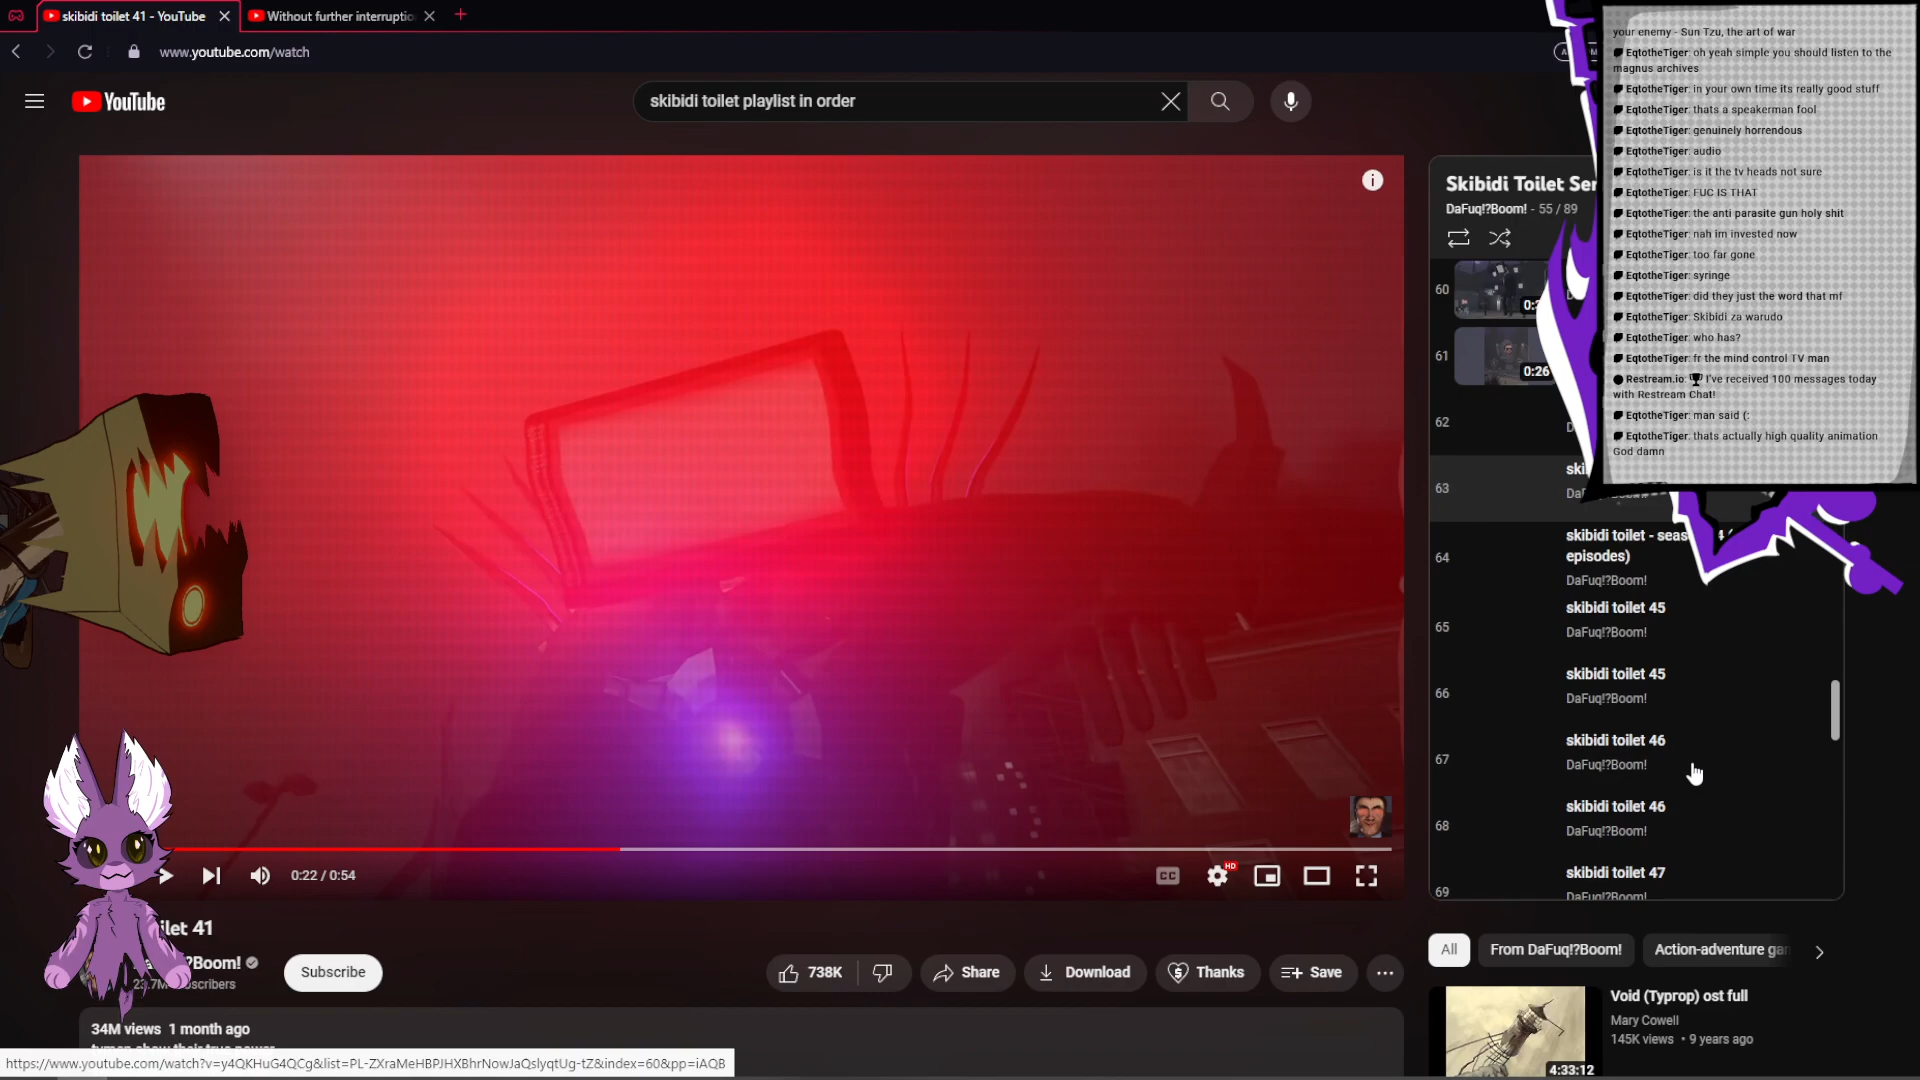 skibidi toilet 41 - YouTube
Without further interruptio
www.youtube.com/watch
YouTube
skibidi toilet playlist in order
Skibidi Toilet Ser
DaFuq!?Boom! - 55 / 89
60
61
0:26
62
63
ski
64
skibidi toilet - seas
episodes)
DaFuq!?Boom!
65
skibidi toilet 45
DaFuq!?Boom!
66
skibidi toilet 45
DaFuq!?Boom!
67
skibidi toilet 46
DaFuq!?Boom!
68
skibidi toilet 46
DaFuq!?Boom!
69
skibidi toilet 47
DaFuq!?Boom!
your enemy - Sun Tzu, the art of war
EqtotheTiger: oh yeah simple you should listen to the
magnus archives
EqtotheTiger: in your own time its really good stuff
EqtotheTiger: thats a speakerman fool
EqtotheTiger: genuinely horrendous
EqtotheTiger: audio
EqtotheTiger: is it the tv heads not sure
EqtotheTiger: FUC IS THAT
EqtotheTiger: the anti parasite gun holy shit
EqtotheTiger: nah im invested now
EqtotheTiger: too far gone
EqtotheTiger: syringe
EqtotheTiger: did they just the word that mf
EqtotheTiger: Skibidi za warudo
EqtotheTiger: who has?
EqtotheTiger: fr the mind control TV man
Restream.io: 🏆 I've received 100 messages today
with Restream Chat!
EqtotheTiger: man said (:
EqtotheTiger: thats actually high quality animation
God damn
0:22 / 0:54
CC
HD
ilet 41
?Boom!
Subscribe
738K
Share
Download
Thanks
Save
34M views 1 month ago
All
From DaFuq!?Boom!
Action-adventure gan
Void (Typrop) ost full
Mary Cowell
145K views • 9 years ago
4:33:12
https://www.youtube.com/watch?v=y4QKHuG4QCg&list=PL-ZXraMeHBPJHXBhrNowJaQslyqtUg-tZ&index=60&pp=iAQB